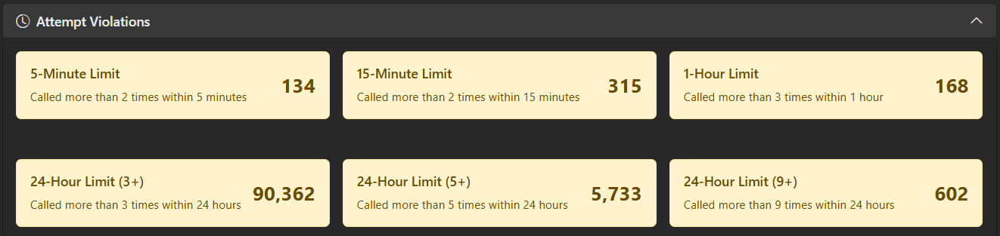 Attempt Violations
5-Minute Limit
Called more than 2 times within 5 minutes
134
15-Minute Limit
Called more than 2 times within 15 minutes
315
1-Hour Limit
Called more than 3 times within 1 hour
168
24-Hour Limit (3+)
Called more than 3 times within 24 hours
90,362
24-Hour Limit (5+)
Called more than 5 times within 24 hours
5,733
24-Hour Limit (9+)
Called more than 9 times within 24 hours
602